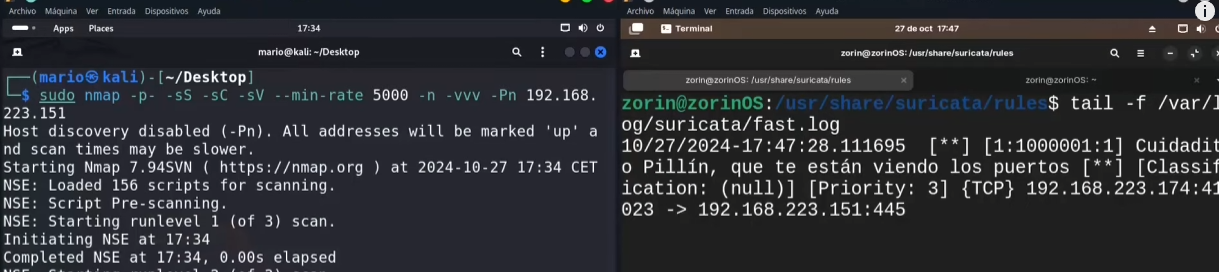 Archivo Máquina Ver Entrada Dispositivos Ayuda
Apps Places 17:34
mario@kali: ~/Desktop
┌──(mario㉿kali)-[~/Desktop]
└─$ sudo nmap -p- -sS -sC -sV --min-rate 5000 -n -vvv -Pn 192.168.
223.151
Host discovery disabled (-Pn). All addresses will be marked 'up' a
nd scan times may be slower.
Starting Nmap 7.94SVN ( https://nmap.org ) at 2024-10-27 17:34 CET
NSE: Loaded 156 scripts for scanning.
NSE: Script Pre-scanning.
NSE: Starting runlevel 1 (of 3) scan.
Initiating NSE at 17:34
Completed NSE at 17:34, 0.00s elapsed
NSE: Starting runlevel 2 (of 3) scan.
Archivo Máquina Ver Entrada Dispositivos Ayuda
Terminal 27 de oct 17:47
zorin@zorinOS: /usr/share/suricata/rules
zorin@zorinOS: /usr/share/suricata/rules
zorin@zorinOS: ~
zorin@zorinOS:/usr/share/suricata/rules$ tail -f /var/l
og/suricata/fast.log
10/27/2024-17:47:28.111695 [**] [1:1000001:1] Cuidadit
o Pillín, que te están viendo los puertos [**] [Classif
ication: (null)] [Priority: 3] {TCP} 192.168.223.174:41
023 -> 192.168.223.151:445